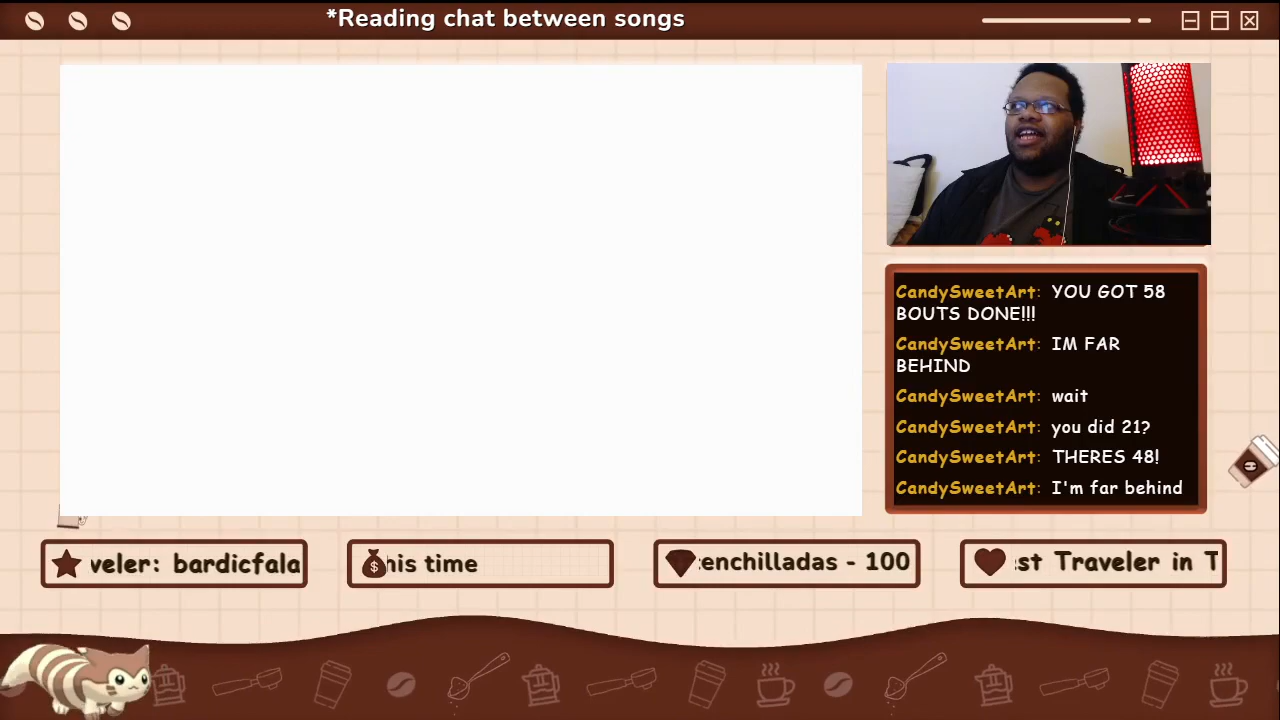 *Reading chat between songs
CandySweetArt: YOU GOT 58
BOUTS DONE!!!
CandySweetArt: IM FAR
BEHIND
CandySweetArt: wait
CandySweetArt: you did 21?
CandySweetArt: THERES 48!
CandySweetArt: I'm far behind
veler: bardicfala
his time
enchilladas - 100
st Traveler in T